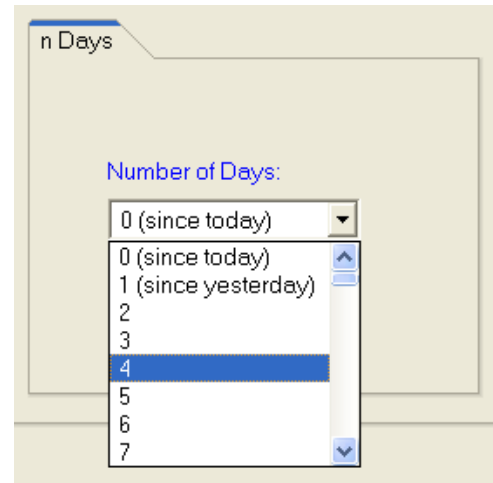 n Days
Number of Days:
0 (since today)
0 (since today)
1 (since yesterday)
2
3
4
5
6
7